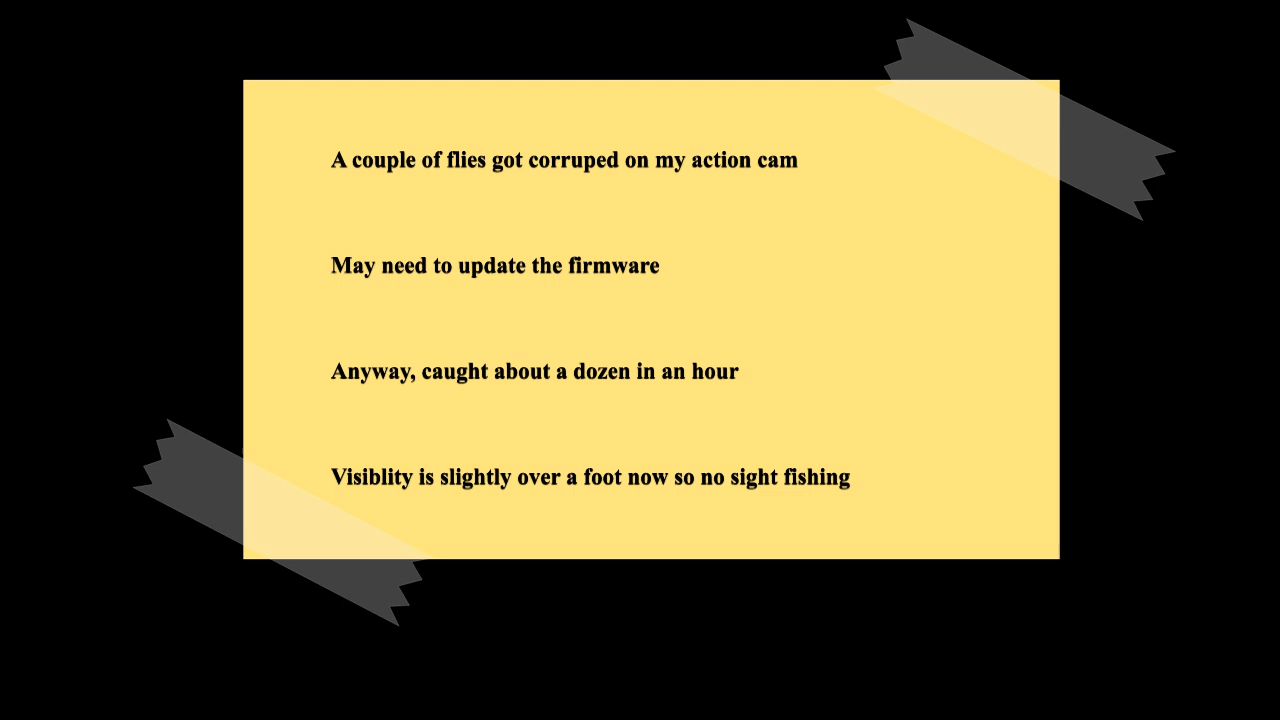 A couple of flies got corruped on my action cam
May need to update the firmware
Anyway, caught about a dozen in an hour
Visiblity is slightly over a foot now so no sight fishing